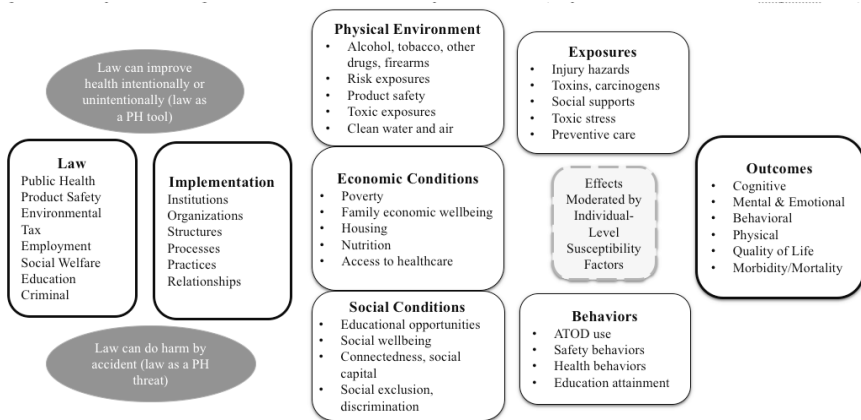 Law can improve
health intentionally or
unintentionally (law as
a PH tool)
Law
Public Health
Product Safety
Environmental
Tax
Employment
Social Welfare
Education
Criminal
Law can do harm by
accident (law as a PH
threat)
Implementation
Institutions
Organizations
Structures
Processes
Practices
Relationships
Physical Environment
• Alcohol, tobacco, other
drugs, firearms
• Risk exposures
• Product safety
• Toxic exposures
• Clean water and air
Economic Conditions
• Poverty
• Family economic wellbeing
• Housing
• Nutrition
• Access to healthcare
Social Conditions
• Educational opportunities
• Social wellbeing
• Connectedness, social
capital
• Social exclusion,
discrimination
Exposures
• Injury hazards
• Toxins, carcinogens
• Social supports
• Toxic stress
• Preventive care
Effects
Moderated by
Individual-
Level
Susceptibility
Factors
Behaviors
• ATOD use
• Safety behaviors
• Health behaviors
• Education attainment
Outcomes
• Cognitive
• Mental & Emotional
• Behavioral
• Physical
• Quality of Life
• Morbidity/Mortality